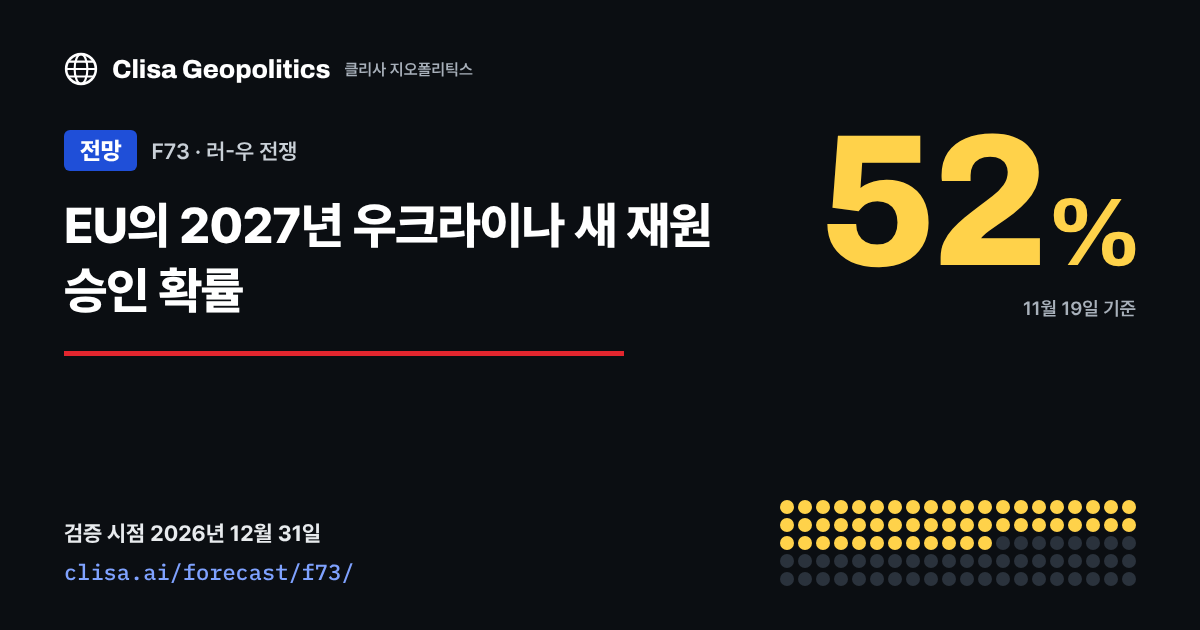 Clisa Geopolitics 클리사 지오폴리틱스
전망 F73 · 러-우 전쟁
EU의 2027년 우크라이나 새 재원
승인 확률
52%
11월 19일 기준
검증 시점 2026년 12월 31일
clisa.ai/forecast/f73/